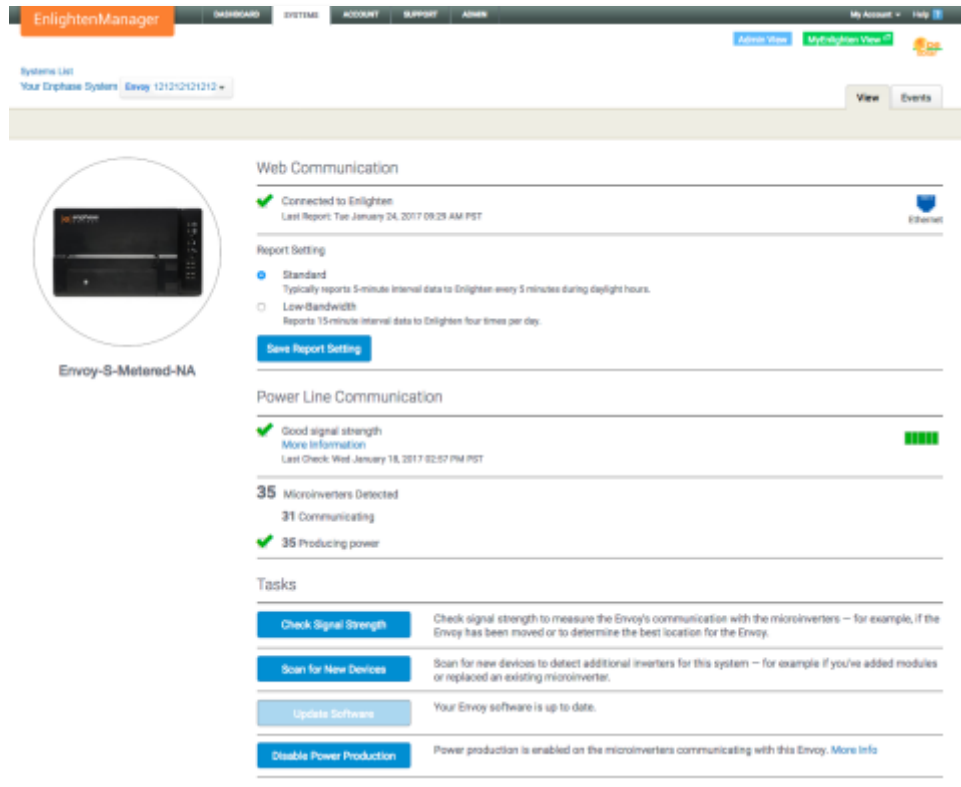 EnlightenManager
DASHBOARD SYSTEMS ACCOUNT SUPPORT ADMIN
My Account Help
Admin View MyEnlighten View
Systems List
Your Enphase System Envoy 121212121212
View Events
Web Communication
Connected to Enlighten
Last Report: Tue January 24, 2017 09:29 AM PST
Ethernet
Report Setting
Standard
Typically reports 5-minute interval data to Enlighten every 5 minutes during daylight hours.
Low-Bandwidth
Reports 15-minute interval data to Enlighten four times per day.
Save Report Setting
enphase
Envoy-S-Metered-NA
Power Line Communication
Good signal strength
More Information
Last Check: Wed January 18, 2017 02:57 PM PST
35 Microinverters Detected
31 Communicating
35 Producing power
Tasks
Check Signal Strength
Check signal strength to measure the Envoy's communication with the microinverters — for example, if the
Envoy has been moved or to determine the best location for the Envoy.
Scan for New Devices
Scan for new devices to detect additional inverters for this system — for example if you've added modules
or replaced an existing microinverter.
Update Software
Your Envoy software is up to date.
Disable Power Production
Power production is enabled on the microinverters communicating with this Envoy. More Info